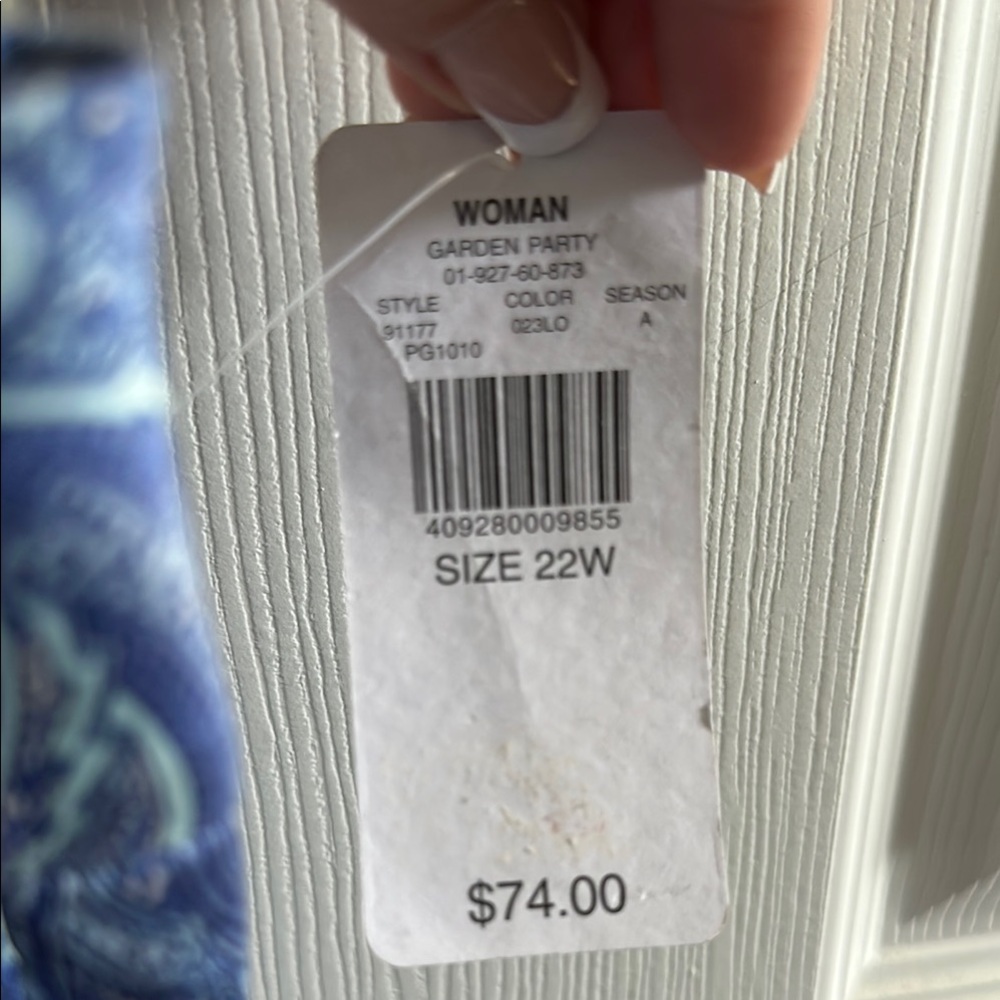 WOMAN
GARDEN PARTY
01-927-60-873
STYLE COLOR SEASON
91177 023LO A
PG1010
409280009855
SIZE 22W
$74.00